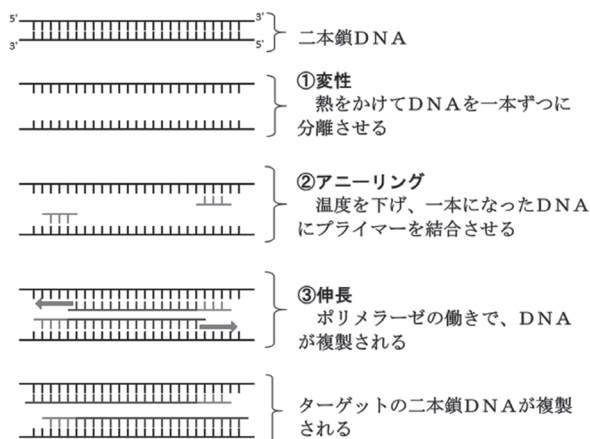 5' 3'
3' 5'
二本鎖ＤＮＡ
①変性
熱をかけてＤＮＡを一本ずつに
分離させる
②アニーリング
温度を下げ、一本になったＤＮＡ
にプライマーを結合させる
③伸長
ポリメラーゼの働きで、ＤＮＡ
が複製される
ターゲットの二本鎖ＤＮＡが複製
される